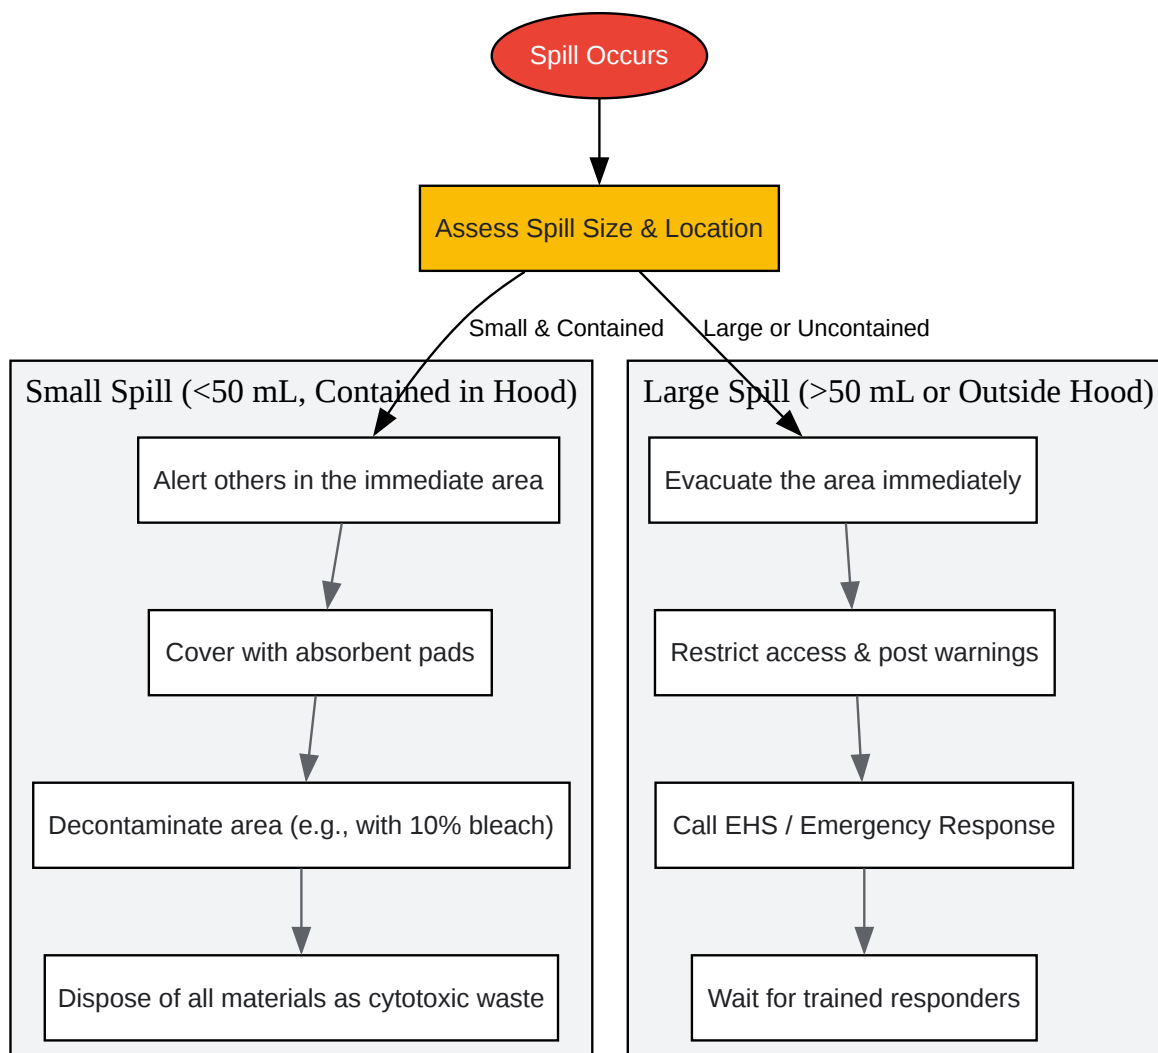 Spill Occurs
Assess Spill Size & Location
Small & Contained
Large or Uncontained
Small Spill (<50 mL, Contained in Hood)
Alert others in the immediate area
Cover with absorbent pads
Decontaminate area (e.g., with 10% bleach)
Dispose of all materials as cytotoxic waste
Large Spill (>50 mL or Outside Hood)
Evacuate the area immediately
Restrict access & post warnings
Call EHS / Emergency Response
Wait for trained responders